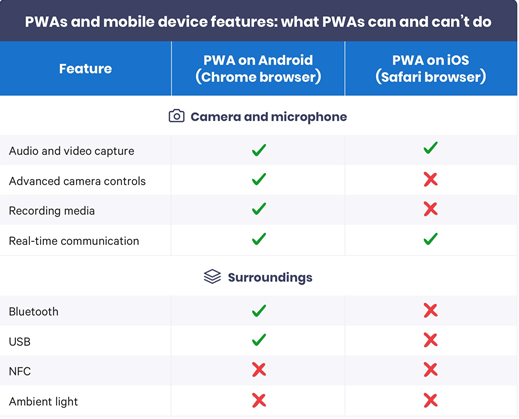 PWAs and mobile device features: what PWAs can and can’t do
Feature
PWA on Android
(Chrome browser)
PWA on iOS
(Safari browser)
Camera and microphone
Audio and video capture
Advanced camera controls
Recording media
Real-time communication
Surroundings
Bluetooth
USB
NFC
Ambient light